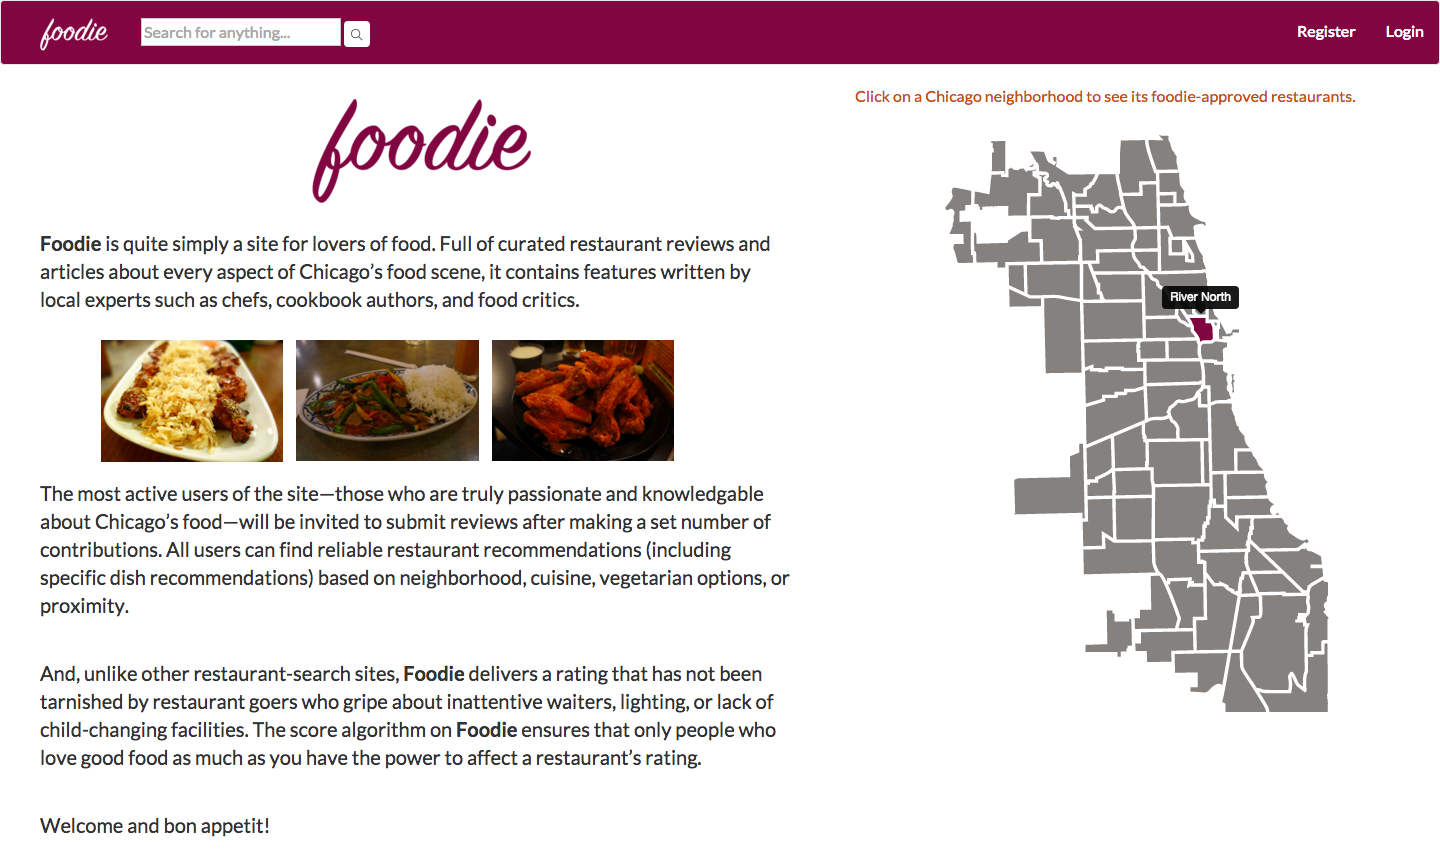 foodie
Search for anything...
Register
Login
foodie
Foodie is quite simply a site for lovers of food. Full of curated restaurant reviews and
articles about every aspect of Chicago’s food scene, it contains features written by
local experts such as chefs, cookbook authors, and food critics.
The most active users of the site—those who are truly passionate and knowledgable
about Chicago’s food—will be invited to submit reviews after making a set number of
contributions. All users can find reliable restaurant recommendations (including
specific dish recommendations) based on neighborhood, cuisine, vegetarian options, or
proximity.
And, unlike other restaurant-search sites, Foodie delivers a rating that has not been
tarnished by restaurant goers who gripe about inattentive waiters, lighting, or lack of
child-changing facilities. The score algorithm on Foodie ensures that only people who
love good food as much as you have the power to affect a restaurant’s rating.
Welcome and bon appetit!
Click on a Chicago neighborhood to see its foodie-approved restaurants.
River North